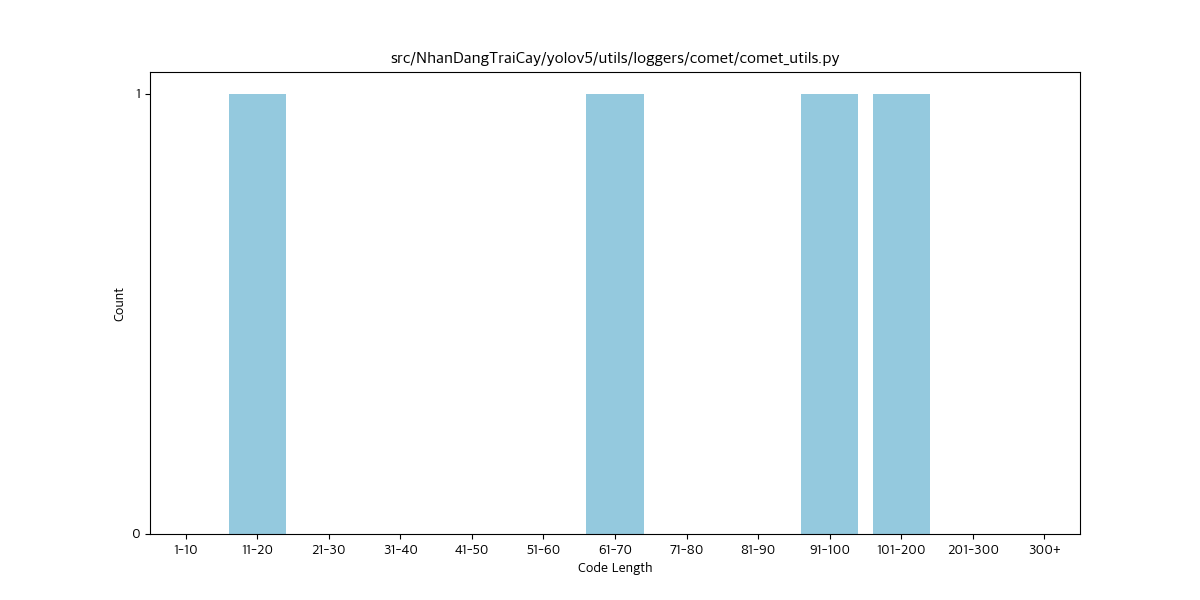 src/NhanDangTraiCay/yolov5/utils/loggers/comet/comet_utils.py
1
Count
0
1-10 11-20 21-30 31-40 41-50 51-60 61-70 71-80 81-90 91-100 101-200 201-300 300+
Code Length